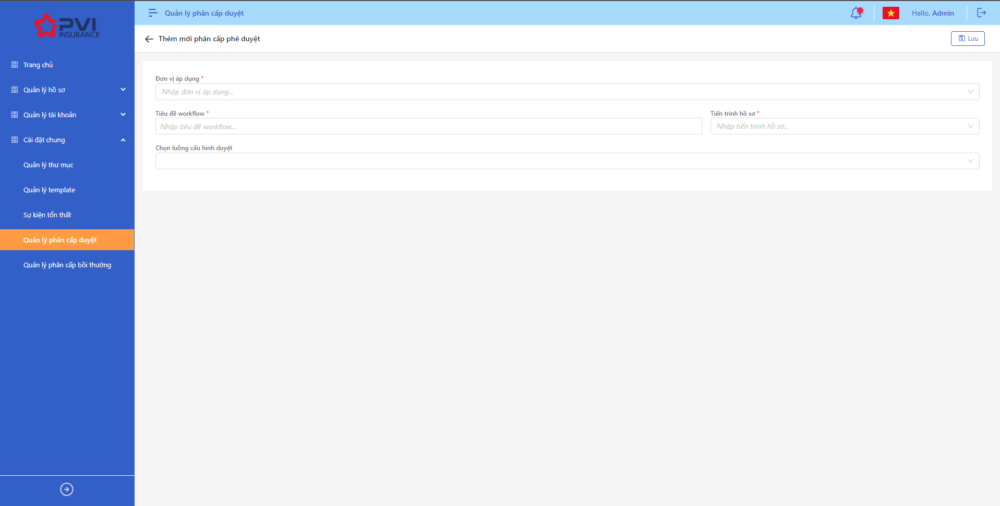 PVI
INSURANCE
Trang chủ
Quản lý hồ sơ
Quản lý tài khoản
Cài đặt chung
Quản lý thư mục
Quản lý template
Sự kiện tổn thất
Quản lý phân cấp duyệt
Quản lý phân cấp bồi thường
Quản lý phân cấp duyệt
Hello, Admin
Thêm mới phân cấp phê duyệt
Lưu
Đơn vị áp dụng *
Nhập đơn vị áp dụng...
Tiêu đề workflow *
Nhập tiêu đề workflow...
Tiến trình hồ sơ *
Nhập tiến trình hồ sơ...
Chọn luồng cấu hình duyệt